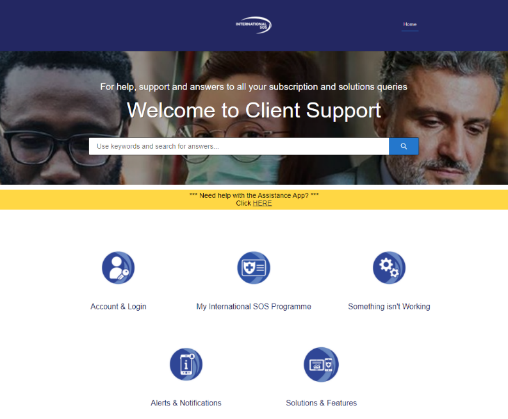 INTERNATIONAL
SOS
Home
For help, support and answers to all your subscription and solutions queries
Welcome to Client Support
Use keywords and search for answers...
*** Need help with the Assistance App? ***
Click HERE
Account & Login
My International SOS Programme
Something isn't Working
Alerts & Notifications
Solutions & Features